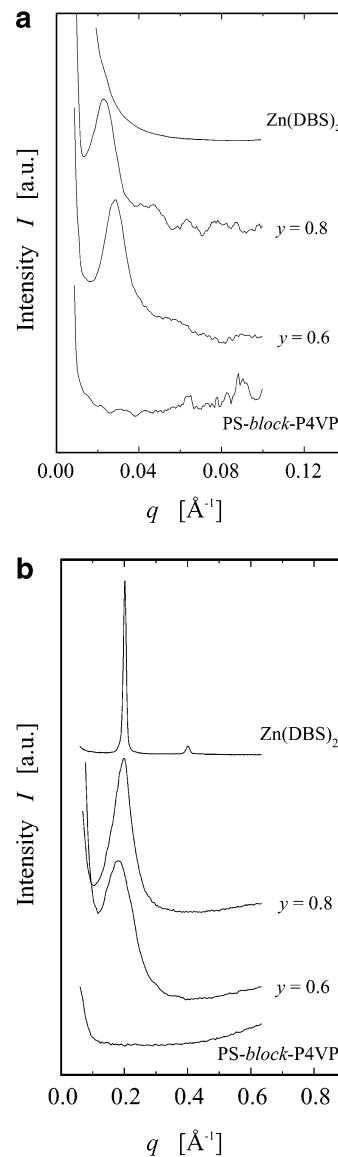 a
Zn(DBS)2
y = 0.8
y = 0.6
PS-block-P4VP
Intensity I [a.u.]
0.00 0.04 0.08 0.12
q [Å-1]
b
Zn(DBS)2
y = 0.8
y = 0.6
PS-block-P4VP
Intensity I [a.u.]
0.0 0.2 0.4 0.6 0.8
q [Å-1]